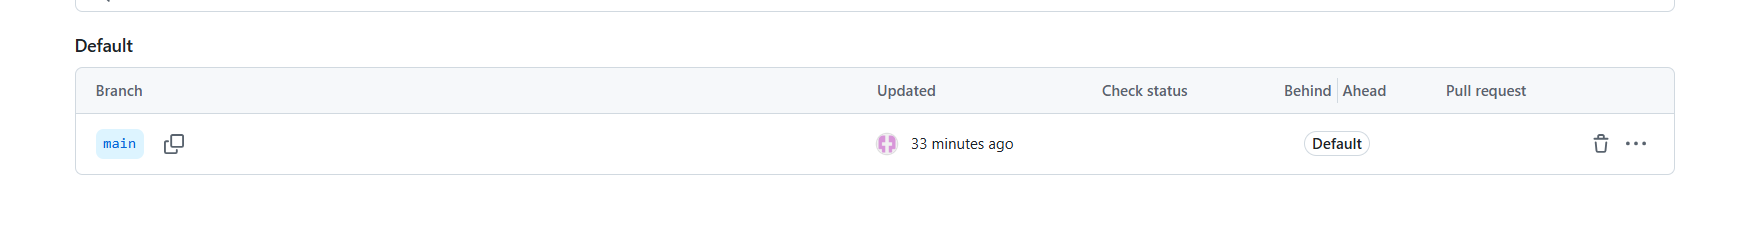 Default
Branch Updated Check status Behind Ahead Pull request
main 33 minutes ago Default